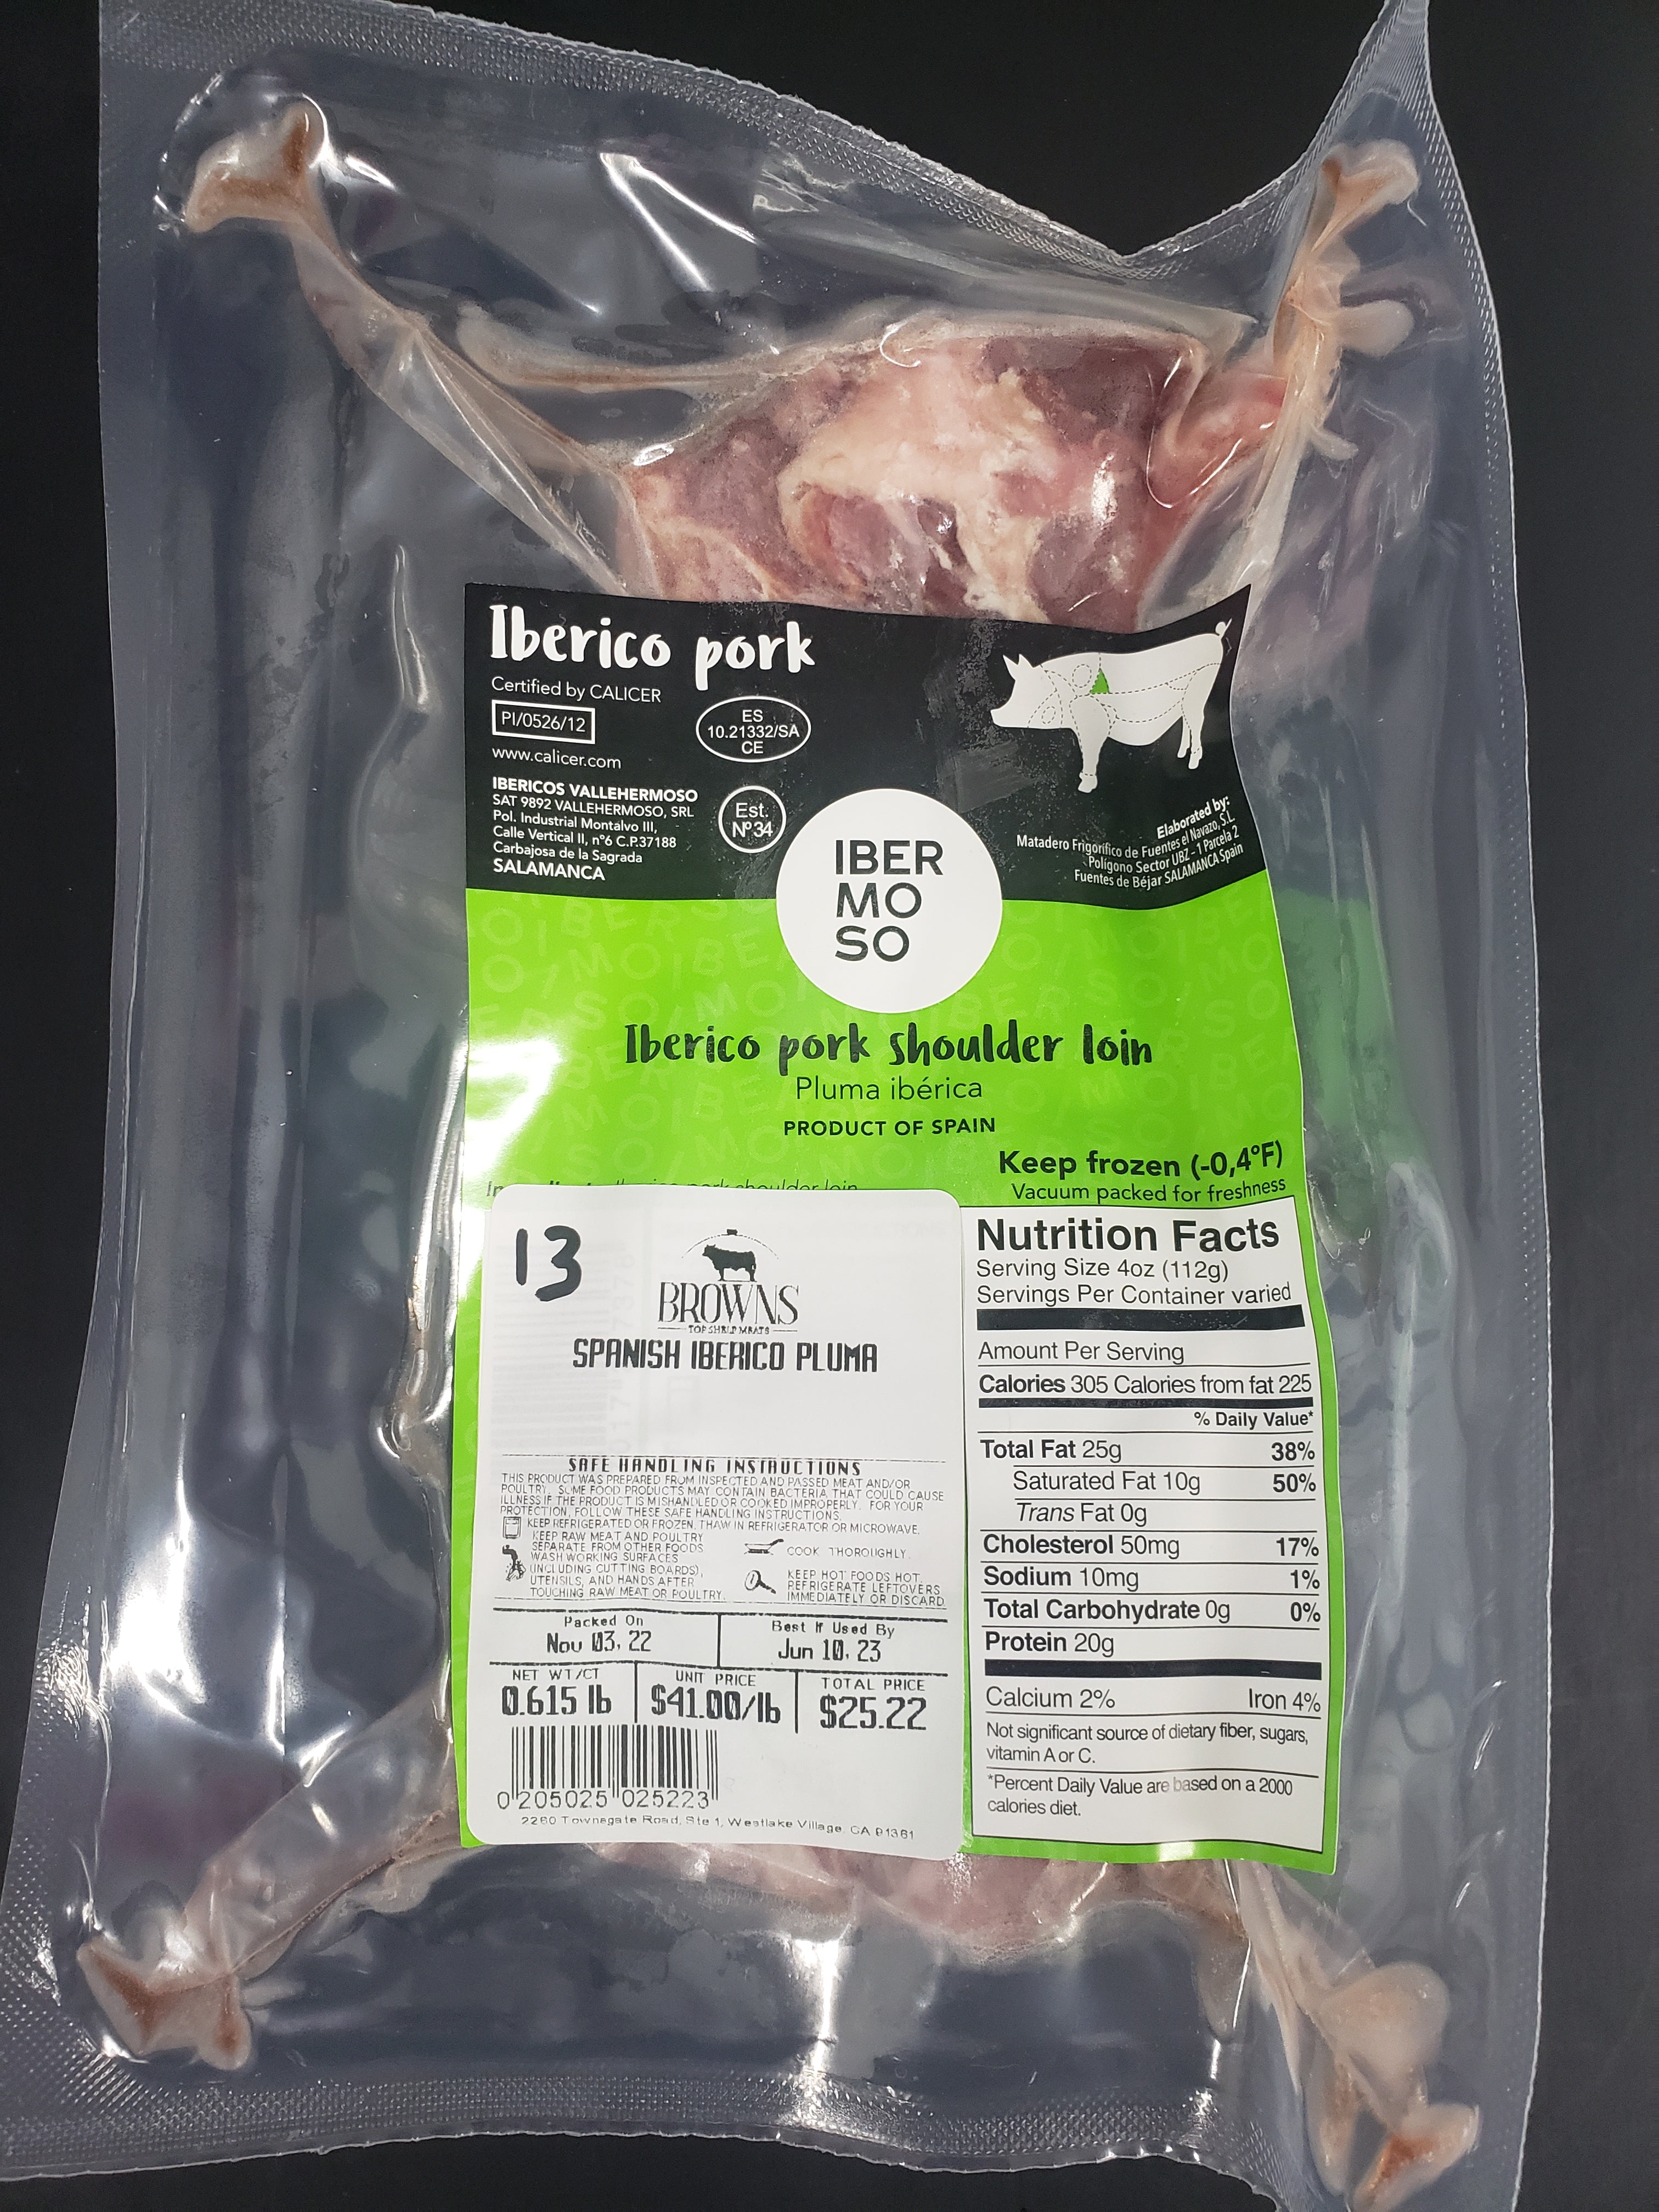 Iberico pork
Certified by CALICER
PI/0526/12
www.calicer.com
ES
10.21332/SA
CE
IBERICOS VALLEHERMOSO
SAT 9892 VALLEHERMOSO, SRL
Pol. Industrial Montalvo III,
Calle Vertical II, nº6 C.P.37188
Carbajosa de la Sagrada
SALAMANCA
Est.
Nº34
Elaborated by:
Matadero Frigorífico de Fuentes el Navazo, S.L.
Polígono Sector UBZ - 1 Parcela 2
Fuentes de Béjar SALAMANCA Spain
IBER
MO
SO
Iberico pork shoulder loin
Pluma ibérica
PRODUCT OF SPAIN
Keep frozen (-0,4ºF)
Vacuum packed for freshness
13
BROWNS
TOP SHELF MEATS
SPANISH IBERICO PLUMA
SAFE HANDLING INSTRUCTIONS
THIS PRODUCT WAS PREPARED FROM INSPECTED AND PASSED MEAT AND/OR
POULTRY. SOME FOOD PRODUCTS MAY CONTAIN BACTERIA THAT COULD CAUSE
ILLNESS IF THE PRODUCT IS MISHANDLED OR COOKED IMPROPERLY. FOR YOUR
PROTECTION, FOLLOW THESE SAFE HANDLING INSTRUCTIONS.
KEEP REFRIGERATED OR FROZEN. THAW IN REFRIGERATOR OR MICROWAVE.
KEEP RAW MEAT AND POULTRY
SEPARATE FROM OTHER FOODS
WASH WORKING SURFACES
(INCLUDING CUTTING BOARDS),
UTENSILS, AND HANDS AFTER
TOUCHING RAW MEAT OR POULTRY.
COOK THOROUGHLY.
KEEP HOT FOODS HOT.
REFRIGERATE LEFTOVERS
IMMEDIATELY OR DISCARD.
Packed On
Nov 03, 22
Best If Used By
Jun 10, 23
NET WT/CT
0.615 lb
UNIT PRICE
$41.00/lb
TOTAL PRICE
$25.22
0 205025 025223
2260 Townsgate Road, Ste 1, Westlake Village, CA 91361
Nutrition Facts
Serving Size 4oz (112g)
Servings Per Container varied
Amount Per Serving
Calories 305 Calories from fat 225
% Daily Value*
Total Fat 25g 38%
Saturated Fat 10g 50%
Trans Fat 0g
Cholesterol 50mg 17%
Sodium 10mg 1%
Total Carbohydrate 0g 0%
Protein 20g
Calcium 2% Iron 4%
Not significant source of dietary fiber, sugars,
vitamin A or C.
*Percent Daily Value are based on a 2000
calories diet.